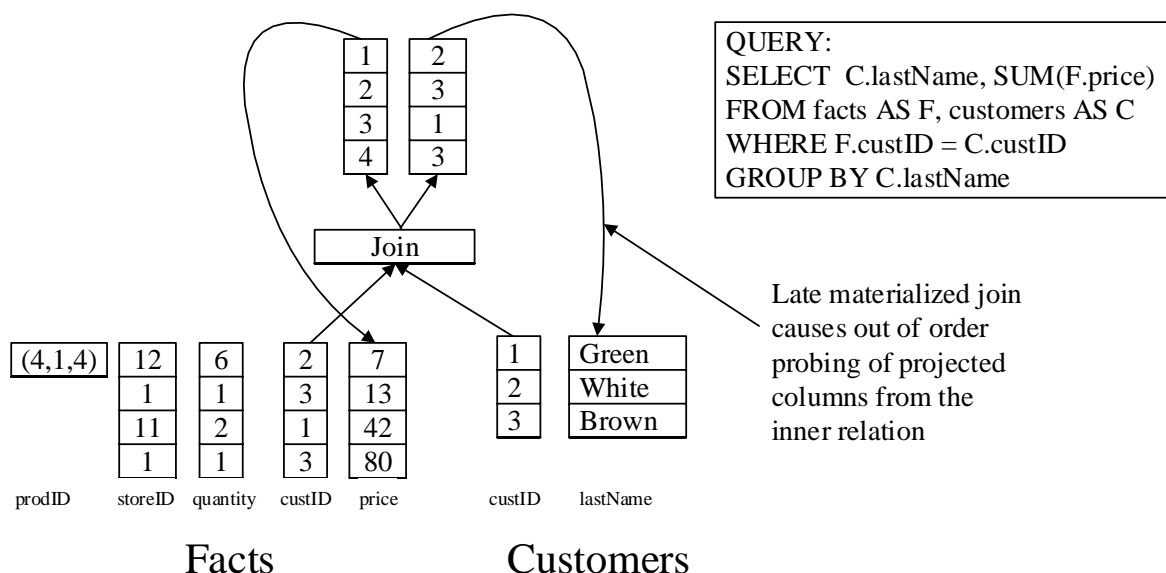 1 2
2 3
3 1
4 3
QUERY:
SELECT C.lastName, SUM(F.price)
FROM facts AS F, customers AS C
WHERE F.custID = C.custID
GROUP BY C.lastName
Join
Late materialized join
causes out of order
probing of projected
columns from the
inner relation
(4,1,4) 12 6 2 7
1 1 3 13
11 2 1 42
1 1 3 80
prodID storeID quantity custID price
Facts
1 Green
2 White
3 Brown
custID lastName
Customers